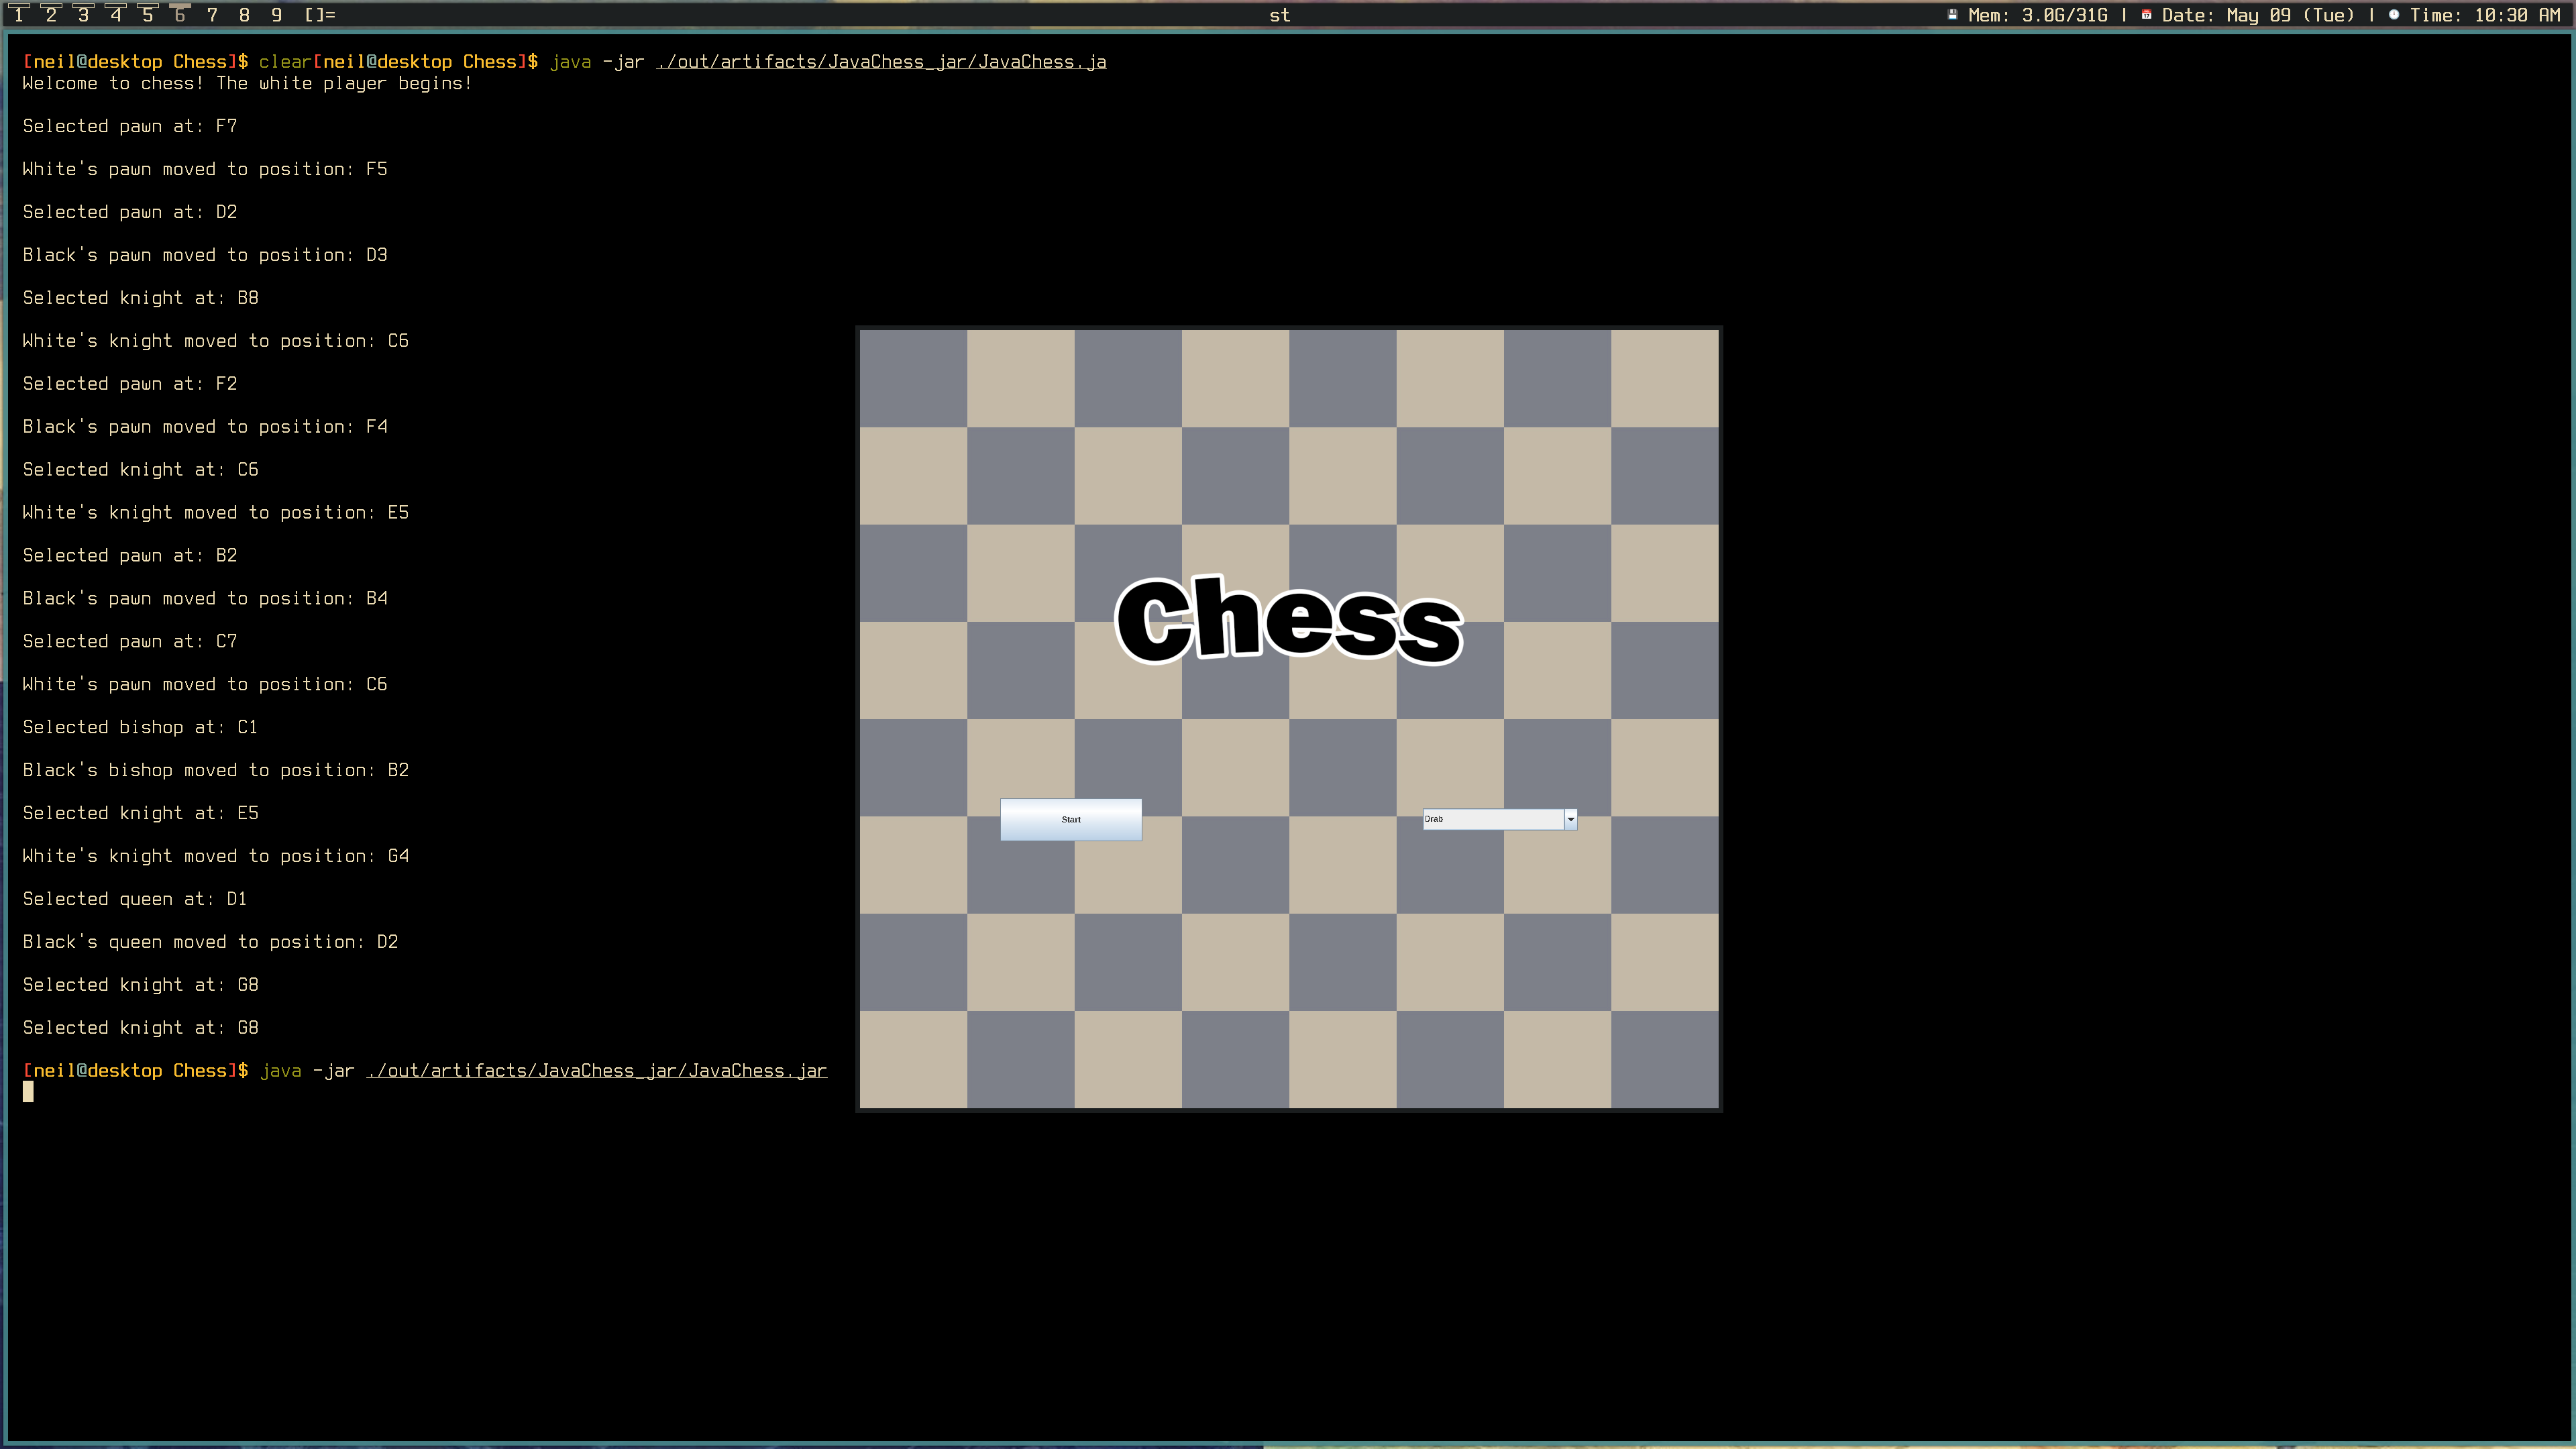 1 2 3 4 5 6 7 8 9 []= st Mem: 3.0G/31G | Date: May 09 (Tue) | Time: 10:30 AM
[neil@desktop Chess]$ clear[neil@desktop Chess]$ java -jar ./out/artifacts/JavaChess_jar/JavaChess.ja
Welcome to chess! The white player begins!
Selected pawn at: F7
White's pawn moved to position: F5
Selected pawn at: D2
Black's pawn moved to position: D3
Selected knight at: B8
White's knight moved to position: C6
Selected pawn at: F2
Black's pawn moved to position: F4
Selected knight at: C6
White's knight moved to position: E5
Selected pawn at: B2
Black's pawn moved to position: B4
Selected pawn at: C7
White's pawn moved to position: C6
Selected bishop at: C1
Black's bishop moved to position: B2
Selected knight at: E5
White's knight moved to position: G4
Selected queen at: D1
Black's queen moved to position: D2
Selected knight at: G8
Selected knight at: G8
[neil@desktop Chess]$ java -jar ./out/artifacts/JavaChess_jar/JavaChess.jar
Chess
Start
Drab